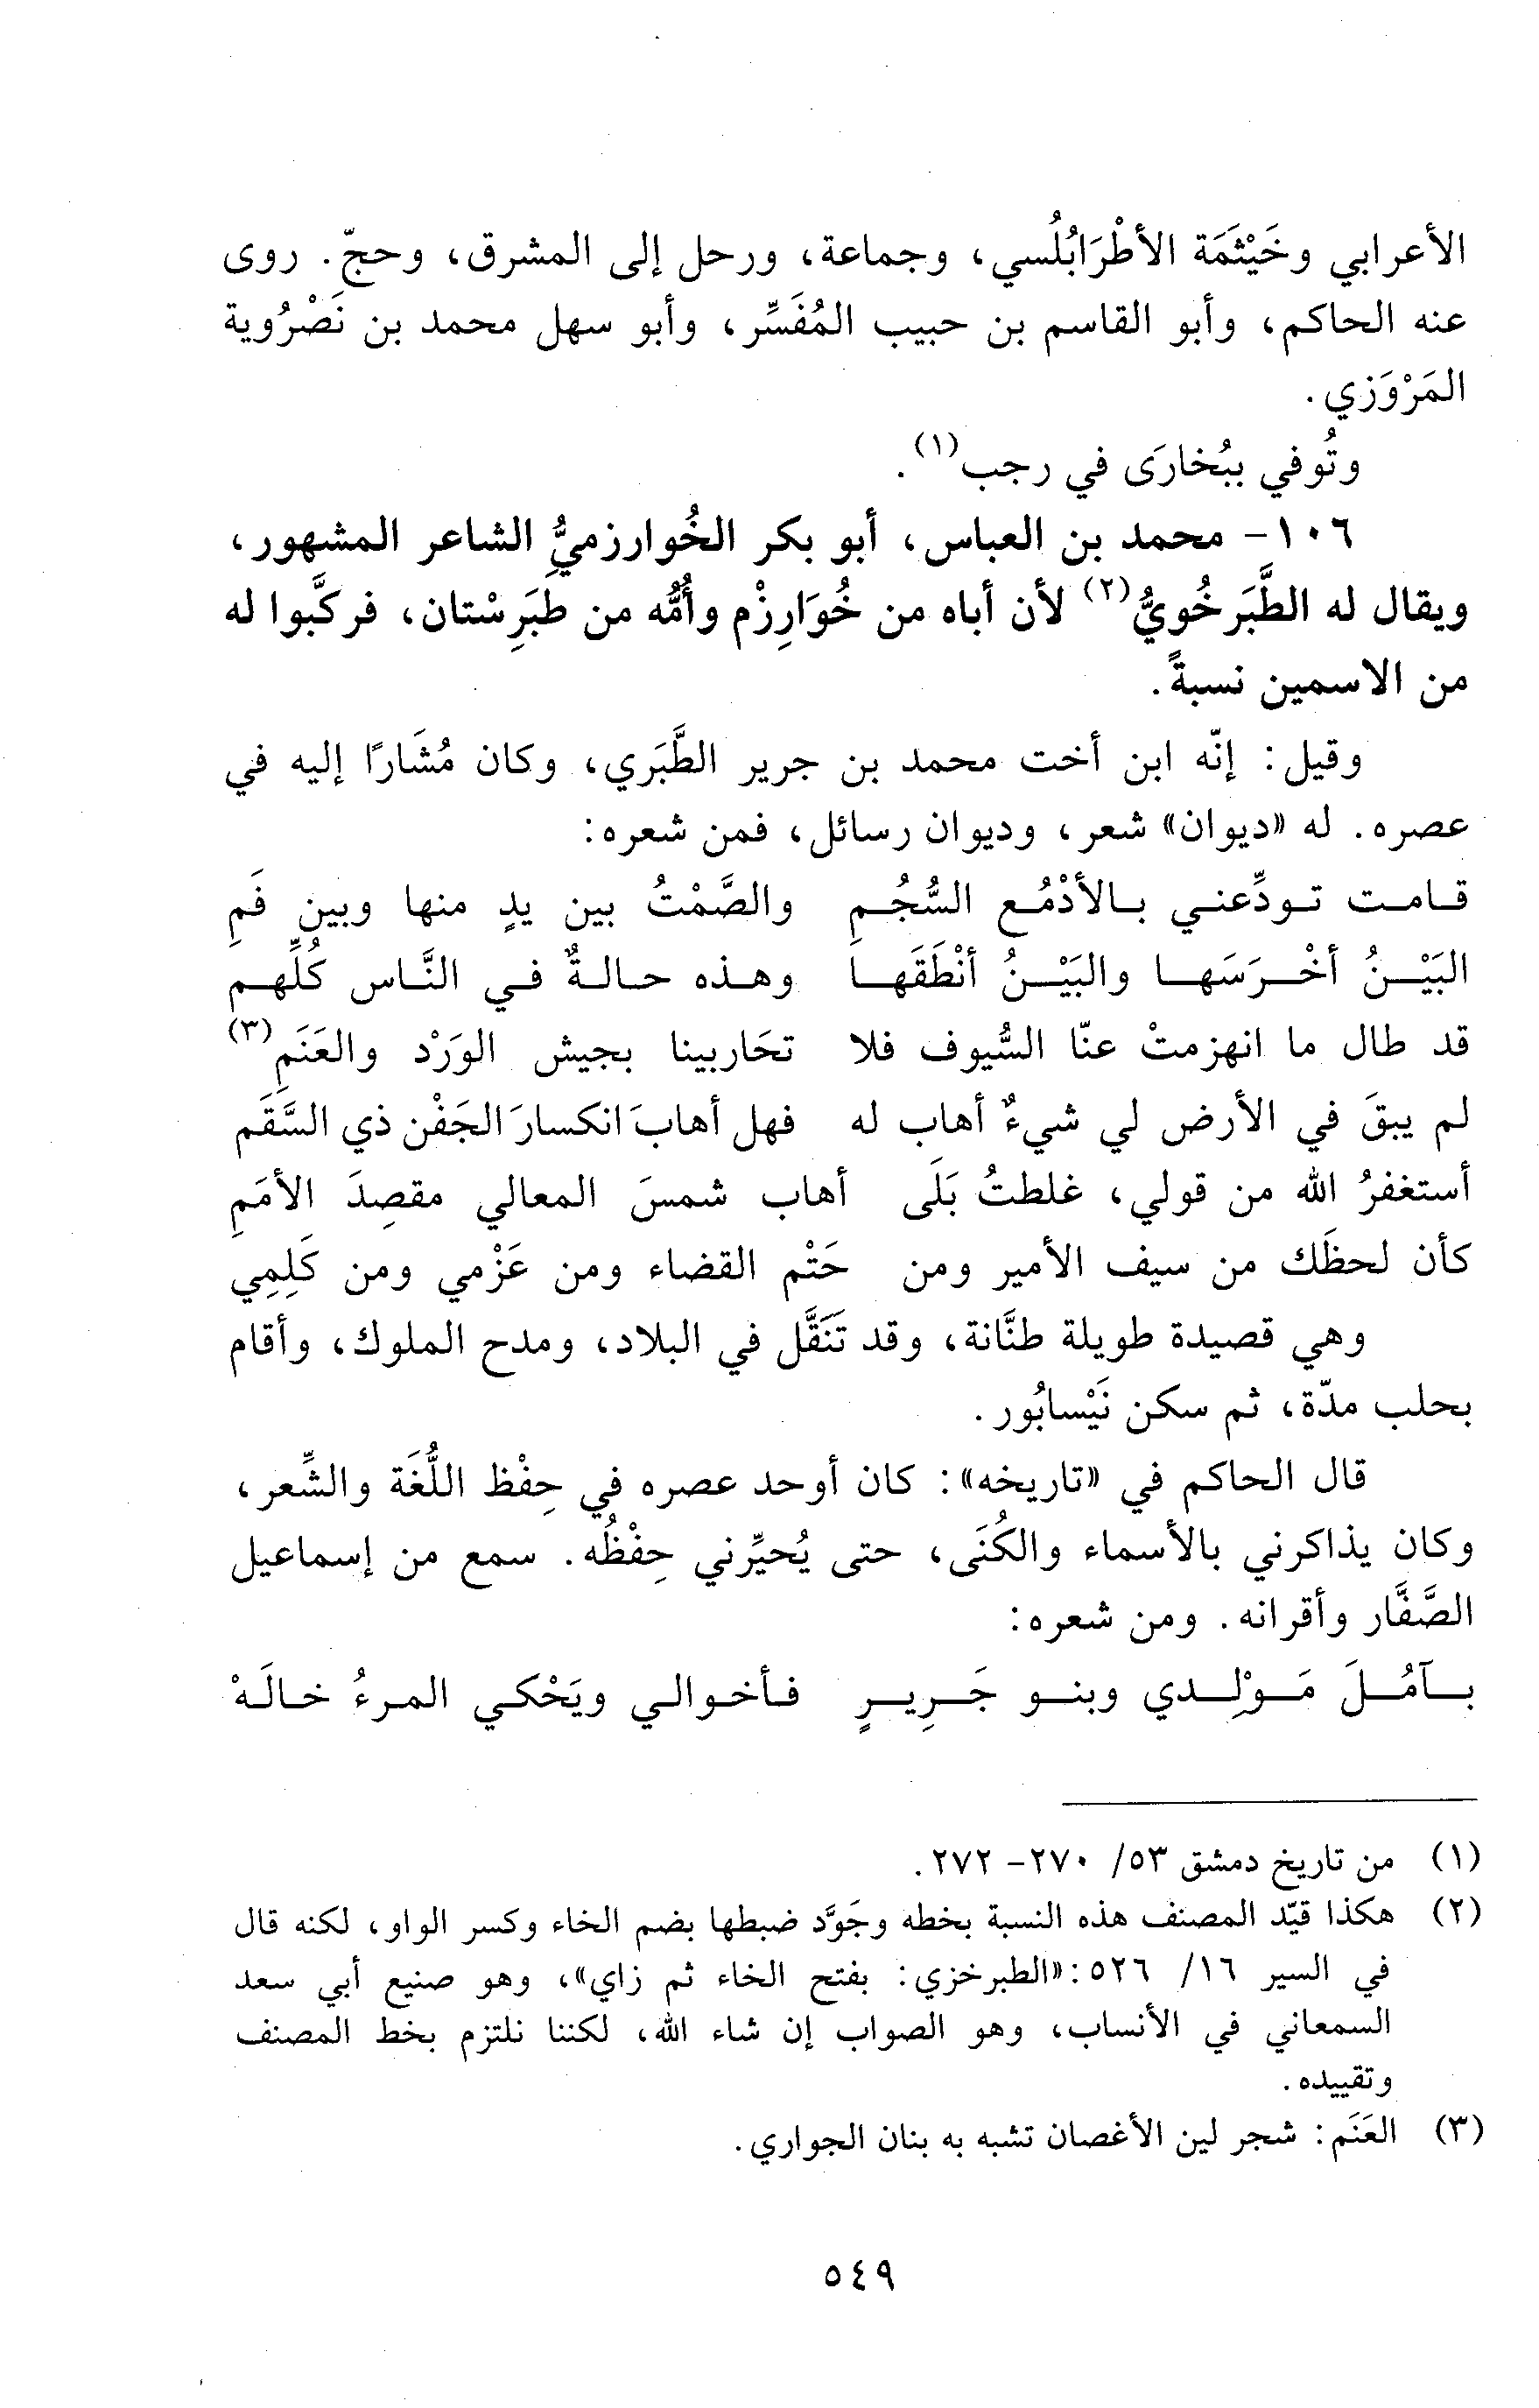 الأعرابي وخَيْثَمَة الأطْرَابُلُسي، وجماعة، ورحل إلى المشرق، وحجّ. روى
عنه الحاكم، وأبو القاسم بن حبيب المُفَسِّر، وأبو سهل محمد بن نَصْرُوية
المَرْوَزي.
وتُوفي ببُخارَى في رجب(١).
١٠٦- محمد بن العباس، أبو بكر الخُوارزميُّ الشاعر المشهور،
ويقال له الطَّبَرخُوِيُّ(٢) لأن أباه من خُوَارِزْم وأُمُّه من طَبَرِسْتان، فركَّبوا له
من الاسمين نسبةً.
وقيل: إنّه ابن أخت محمد بن جرير الطَّبَري، وكان مُشَارًا إليه في
عصره. له «ديوان» شعر، وديوان رسائل، فمن شعره:
قامت تودِّعني بالأدْمُع السُّجُمِ والصَّمْتُ بين يدٍ منها وبين فَمِ
البَيْنُ أخْرَسَها والبَيْنُ أنْطَقَها وهذه حالةٌ في النَّاس كُلِّهم
قد طال ما انهزمتْ عنّا السُّيوف فلا تحَاربينا بجيش الوَرَْد والعَنَمِ(٣)
لم يبقَ في الأرض لي شيءٌ أهاب له فهل أهابَ انكسارَ الجَفْن ذي السَّقَم
أستغفرُ الله من قولي، غلطتُ بَلَى أهاب شمسَ المعالي مقصِدَ الأمَمِ
كأن لحظَك من سيف الأمير ومن حَتْم القضاء ومن عَزْمي ومن كَلِمِي
وهي قصيدة طويلة طنَّانة، وقد تَنَقَّل في البلاد، ومدح الملوك، وأقام
بحلب مدّة، ثم سكن نَيْسابُور.
قال الحاكم في «تاريخه»: كان أوحد عصره في حِفْظ اللُّغَة والشِّعر،
وكان يذاكرني بالأسماء والكُنَى، حتى يُحيِّرني حِفْظُه. سمع من إسماعيل
الصَّفَّار وأقرانه. ومن شعره:
بآمُلَ مَوْلِدي وبنو جَرِيرٍ فأخوالي ويَحْكي المرءُ خالَهْ
(١) من تاريخ دمشق ٥٣/ ٢٧٠- ٢٧٢.
(٢) هكذا قيّد المصنف هذه النسبة بخطه وجَوَّد ضبطها بضم الخاء وكسر الواو، لكنه قال
في السير ١٦/ ٥٢٦: «الطبرخزي: بفتح الخاء ثم زاي»، وهو صنيع أبي سعد
السمعاني في الأنساب، وهو الصواب إن شاء الله، لكننا نلتزم بخط المصنف
وتقييده.
(٣) العَنَم: شجر لين الأغصان تشبه به بنان الجواري.
٥٤٩